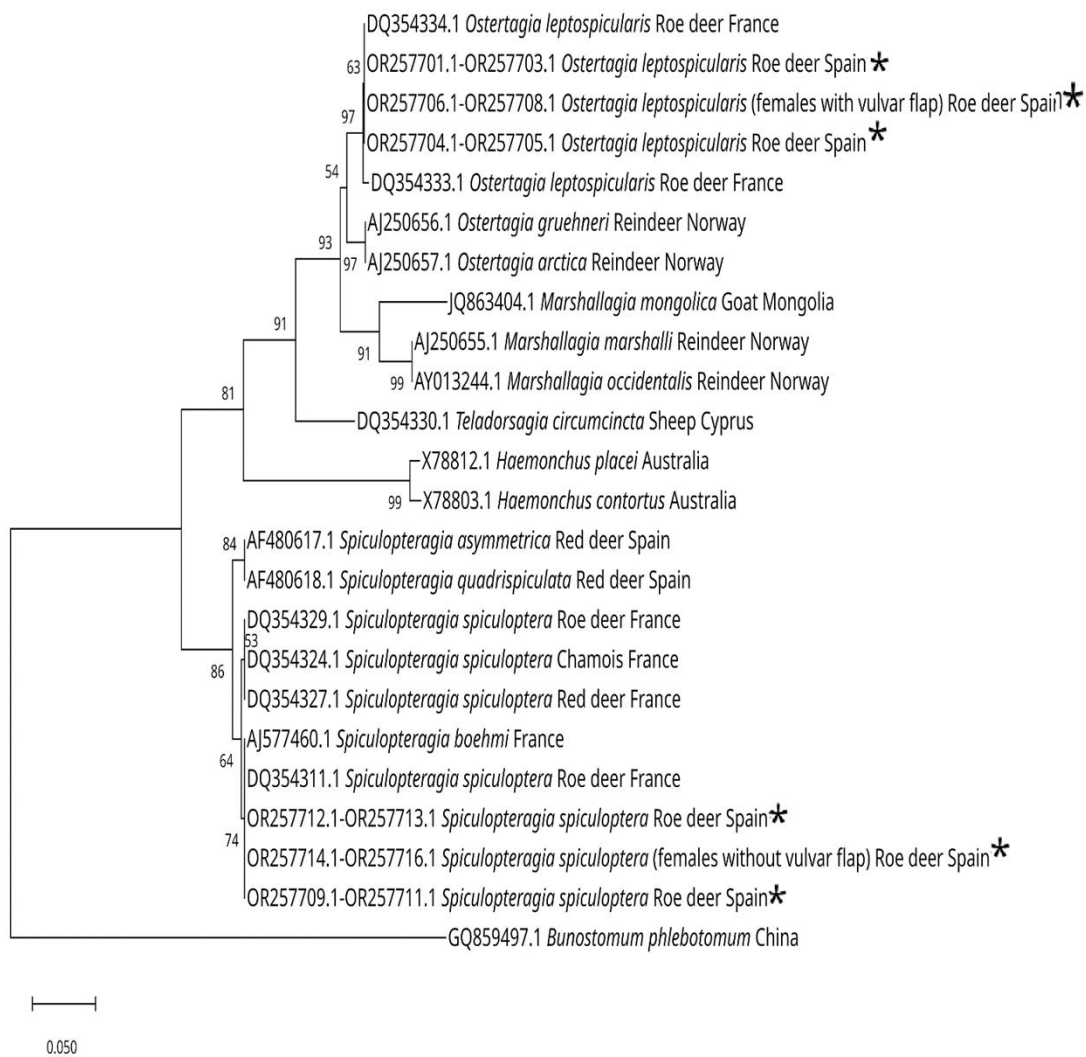 DQ354334.1 Ostertagia leptospicularis Roe deer France
OR257701.1-OR257703.1 Ostertagia leptospicularis Roe deer Spain*
63
OR257706.1-OR257708.1 Ostertagia leptospicularis (females with vulvar flap) Roe deer Spain*
97
OR257704.1-OR257705.1 Ostertagia leptospicularis Roe deer Spain*
54
DQ354333.1 Ostertagia leptospicularis Roe deer France
AJ250656.1 Ostertagia gruehneri Reindeer Norway
93
97
AJ250657.1 Ostertagia arctica Reindeer Norway
JQ863404.1 Marshallagia mongolica Goat Mongolia
91
AJ250655.1 Marshallagia marshalli Reindeer Norway
91
99
AY013244.1 Marshallagia occidentalis Reindeer Norway
81
DQ354330.1 Teladorsagia circumcincta Sheep Cyprus
X78812.1 Haemonchus placei Australia
99
X78803.1 Haemonchus contortus Australia
84
AF480617.1 Spiculopteragia asymmetrica Red deer Spain
AF480618.1 Spiculopteragia quadrispiculata Red deer Spain
DQ354329.1 Spiculopteragia spiculoptera Roe deer France
53
DQ354324.1 Spiculopteragia spiculoptera Chamois France
86
DQ354327.1 Spiculopteragia spiculoptera Red deer France
AJ577460.1 Spiculopteragia boehmi France
64
DQ354311.1 Spiculopteragia spiculoptera Roe deer France
OR257712.1-OR257713.1 Spiculopteragia spiculoptera Roe deer Spain*
74
OR257714.1-OR257716.1 Spiculopteragia spiculoptera (females without vulvar flap) Roe deer Spain*
OR257709.1-OR257711.1 Spiculopteragia spiculoptera Roe deer Spain*
GQ859497.1 Bunostomum phlebotomum China
0.050